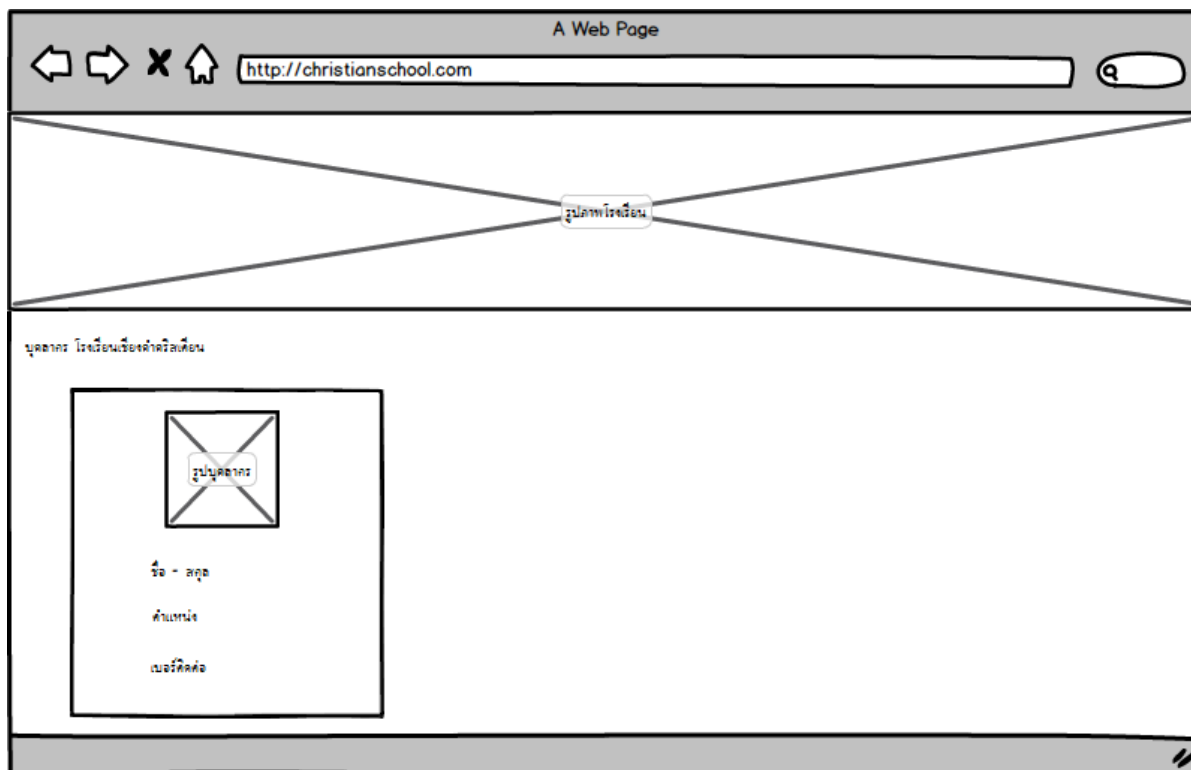 A Web Page
http://christianschool.com
รูปภาพโรงเรียน
บุคลากร โรงเรียนเชียงคำคริสเตียน
รูปบุคลากร
ชื่อ - สกุล
ตำแหน่ง
เบอร์ติดต่อ